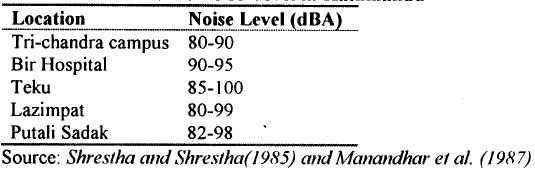 Location Noise Level (dBA)
Tri-chandra campus 80-90
Bir Hospital 90-95
Teku 85-100
Lazimpat 80-99
Putali Sadak 82-98
Source: Shrestha and Shrestha(1985) and Manandhar et al. (1987)